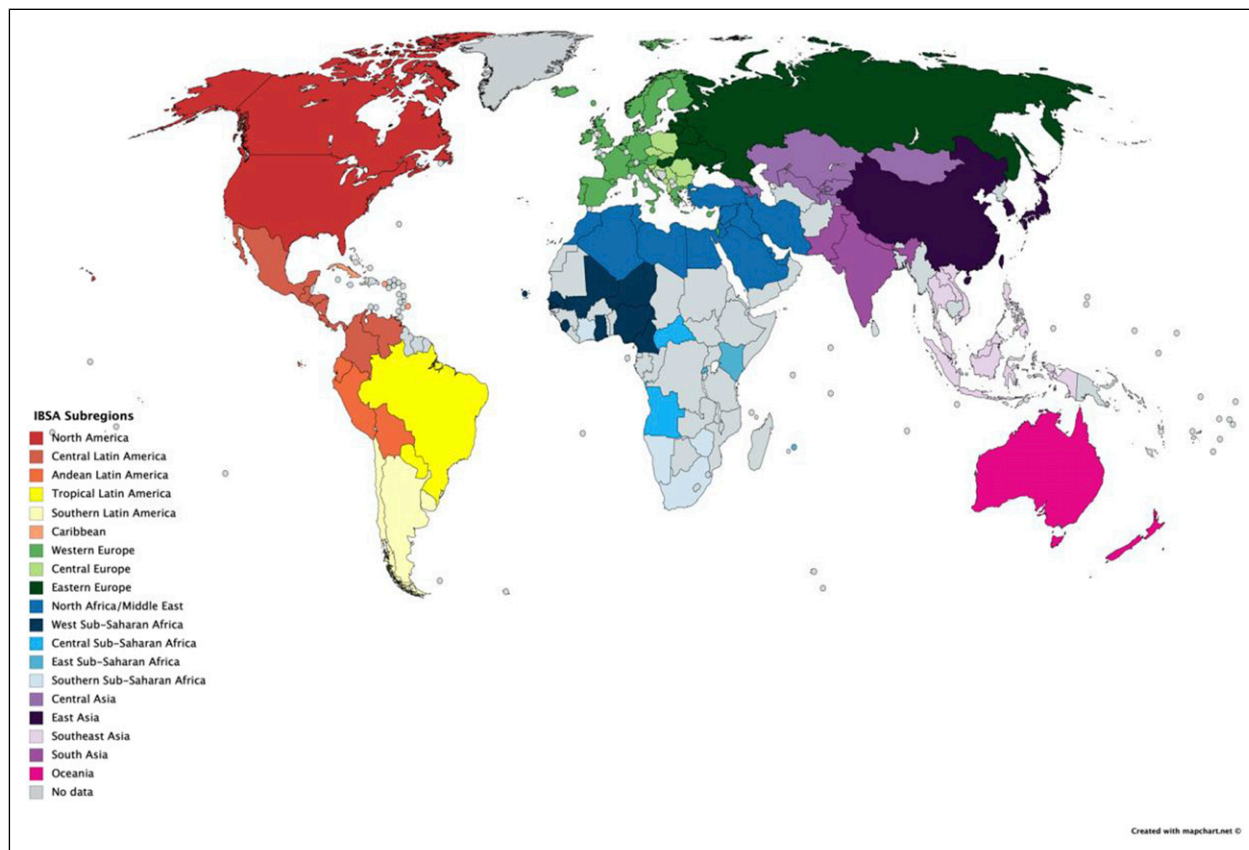 IBSA Subregions
North America
Central Latin America
Andean Latin America
Tropical Latin America
Southern Latin America
Caribbean
Western Europe
Central Europe
Eastern Europe
North Africa/Middle East
West Sub-Saharan Africa
Central Sub-Saharan Africa
East Sub-Saharan Africa
Southern Sub-Saharan Africa
Central Asia
East Asia
Southeast Asia
South Asia
Oceania
No data
Created with mapchart.net ©